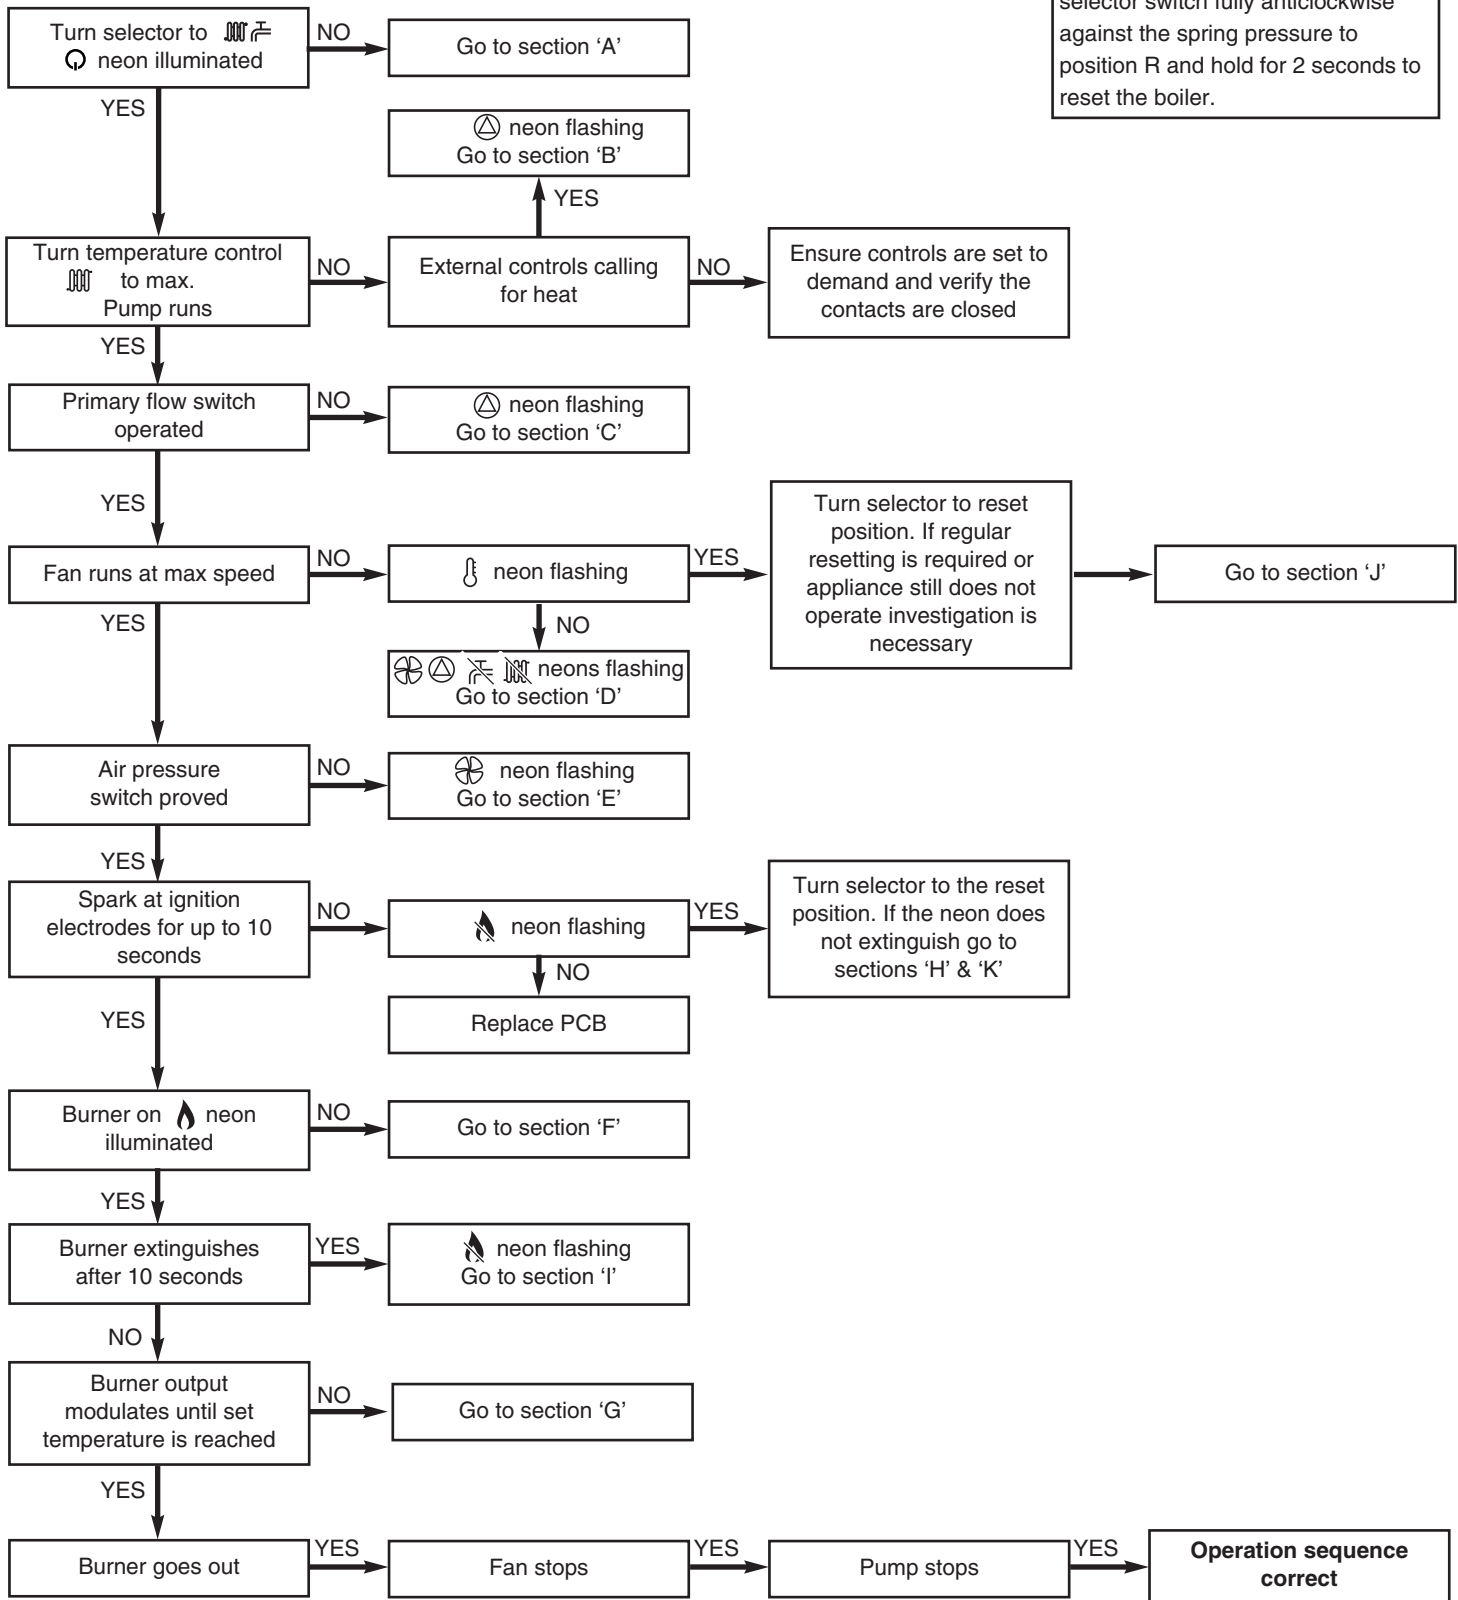 selector switch fully anticlockwise
against the spring pressure to
position R and hold for 2 seconds to
reset the boiler.
Turn selector to
neon illuminated
NO
Go to section ‘A’
YES
neon flashing
Go to section ‘B’
YES
Turn temperature control
to max.
Pump runs
NO
External controls calling
for heat
NO
Ensure controls are set to
demand and verify the
contacts are closed
YES
Primary flow switch
operated
NO
neon flashing
Go to section ‘C’
YES
Fan runs at max speed
NO
neon flashing
YES
Turn selector to reset
position. If regular
resetting is required or
appliance still does not
operate investigation is
necessary
Go to section ‘J’
NO
neons flashing
Go to section ‘D’
YES
Air pressure
switch proved
NO
neon flashing
Go to section ‘E’
YES
Spark at ignition
electrodes for up to 10
seconds
NO
neon flashing
YES
Turn selector to the reset
position. If the neon does
not extinguish go to
sections ‘H’ & ‘K’
NO
Replace PCB
YES
Burner on neon
illuminated
NO
Go to section ‘F’
YES
Burner extinguishes
after 10 seconds
YES
neon flashing
Go to section ‘I’
NO
Burner output
modulates until set
temperature is reached
NO
Go to section ‘G’
YES
Burner goes out
YES
Fan stops
YES
Pump stops
YES
Operation sequence
correct